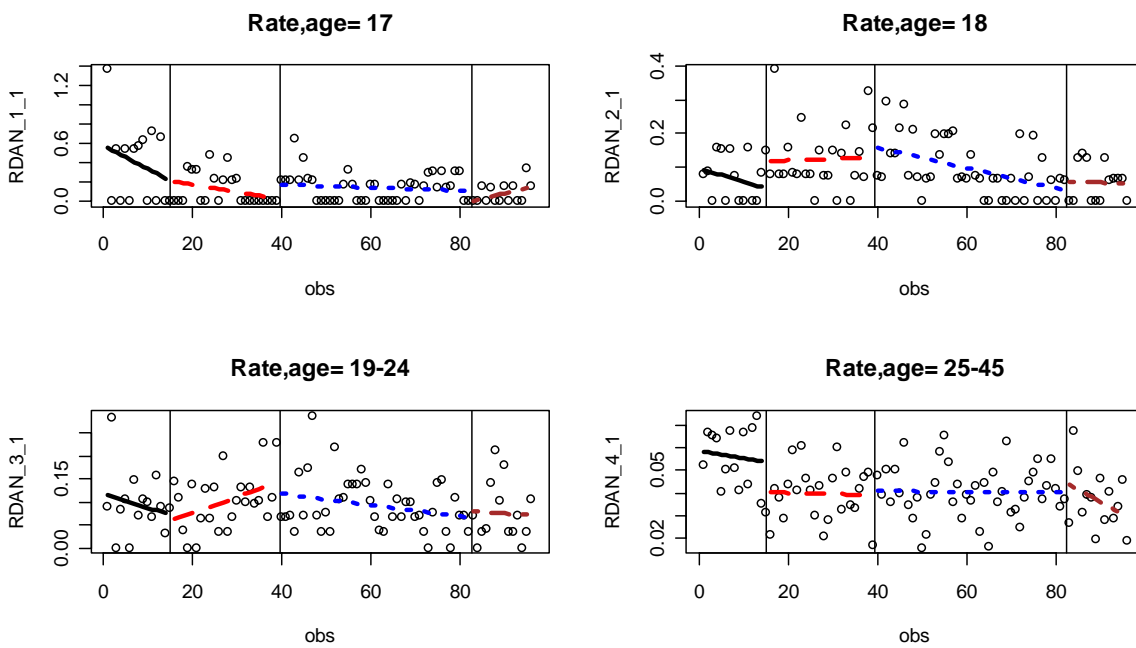 Rate,age= 17
RDAN_1_1
0.0 0.6 1.2
0 20 40 60 80
obs
Rate,age= 18
RDAN_2_1
0.0 0.2 0.4
0 20 40 60 80
obs
Rate,age= 19-24
RDAN_3_1
0.00 0.15
0 20 40 60 80
obs
Rate,age= 25-45
RDAN_4_1
0.02 0.05
0 20 40 60 80
obs